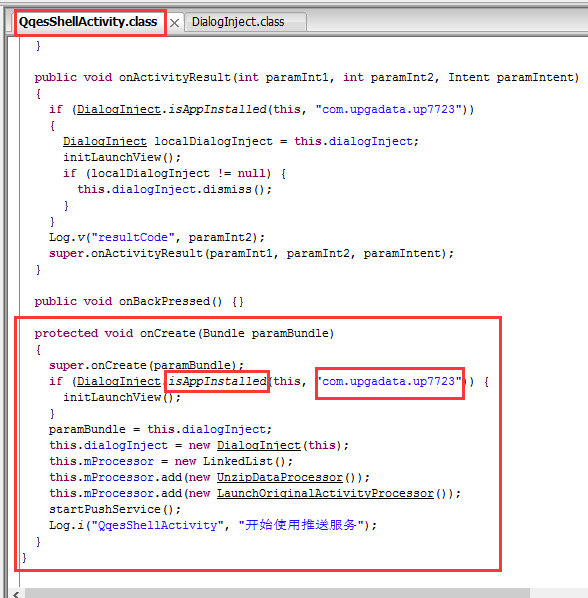 QqesShellActivity.class DialogInject.class
}
public void onActivityResult(int paramInt1, int paramInt2, Intent paramIntent)
{
if (DialogInject.isAppInstalled(this, "com.upgadata.up7723"))
{
DialogInject localDialogInject = this.dialogInject;
initLaunchView();
if (localDialogInject != null) {
this.dialogInject.dismiss();
}
}
Log.v("resultCode", paramInt2);
super.onActivityResult(paramInt1, paramInt2, paramIntent);
}
public void onBackPressed() {}
protected void onCreate(Bundle paramBundle)
{
super.onCreate(paramBundle);
if (DialogInject.isAppInstalled(this, "com.upgadata.up7723")) {
initLaunchView();
}
paramBundle = this.dialogInject;
this.dialogInject = new DialogInject(this);
this.mProcessor = new LinkedList();
this.mProcessor.add(new UnzipDataProcessor());
this.mProcessor.add(new LaunchOriginalActivityProcessor());
startPushService();
Log.i("QqesShellActivity", "开始使用推送服务");
}
}